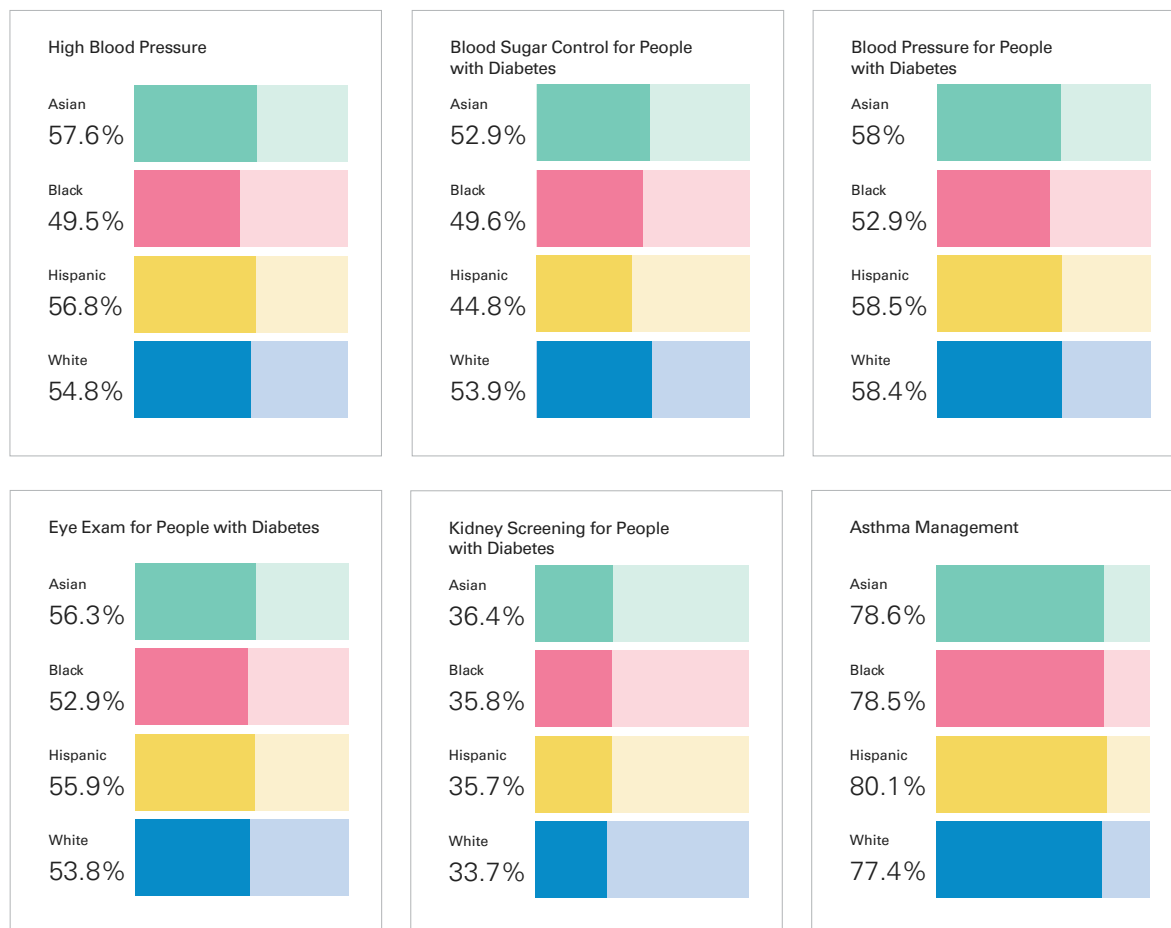 High Blood Pressure
Asian
57.6%
Black
49.5%
Hispanic
56.8%
White
54.8%
Blood Sugar Control for People
with Diabetes
Asian
52.9%
Black
49.6%
Hispanic
44.8%
White
53.9%
Blood Pressure for People
with Diabetes
Asian
58%
Black
52.9%
Hispanic
58.5%
White
58.4%
Eye Exam for People with Diabetes
Asian
56.3%
Black
52.9%
Hispanic
55.9%
White
53.8%
Kidney Screening for People
with Diabetes
Asian
36.4%
Black
35.8%
Hispanic
35.7%
White
33.7%
Asthma Management
Asian
78.6%
Black
78.5%
Hispanic
80.1%
White
77.4%